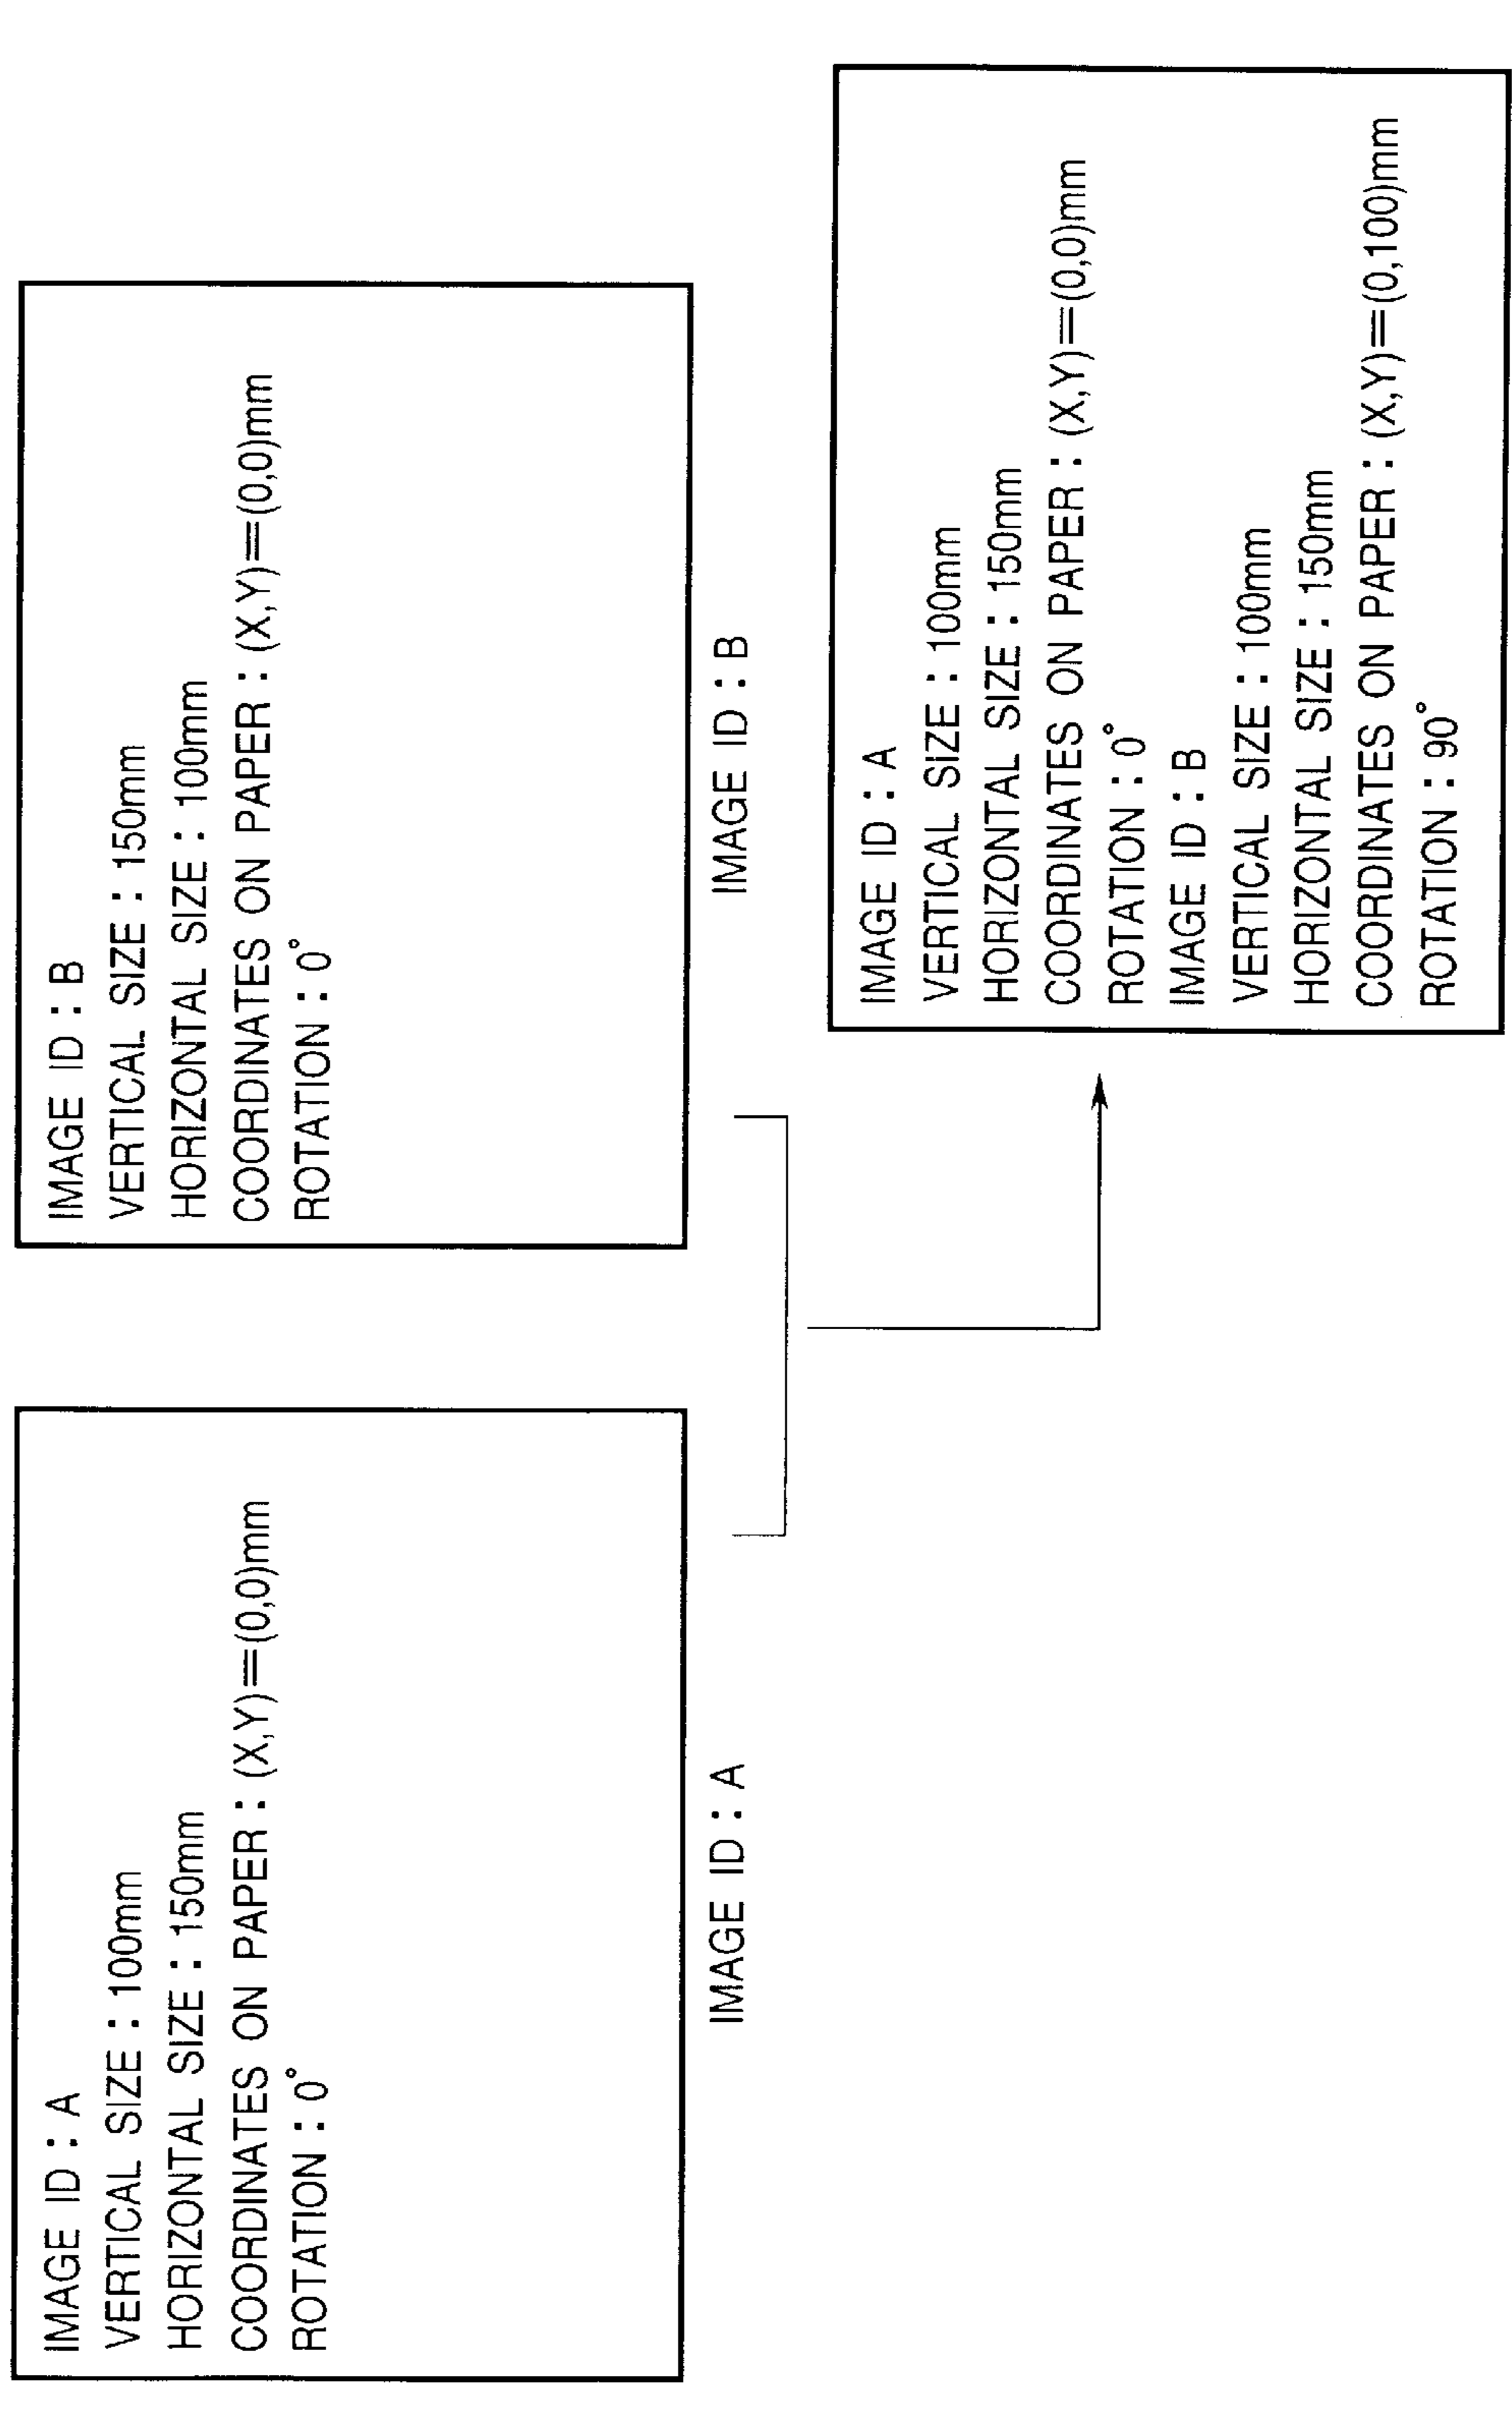 IMAGE ID : A
VERTICAL SIZE : 100mm
HORIZONTAL SIZE : 150mm
COORDINATES ON PAPER : (X,Y)=(0,0)mm
ROTATION : 0°
IMAGE ID : A
IMAGE ID : B
VERTICAL SIZE : 150mm
HORIZONTAL SIZE : 100mm
COORDINATES ON PAPER : (X,Y)=(0,0)mm
ROTATION : 0°
IMAGE ID : B
IMAGE ID : A
VERTICAL SIZE : 100mm
HORIZONTAL SIZE : 150mm
COORDINATES ON PAPER : (X,Y)=(0,0)mm
ROTATION : 0°
IMAGE ID : B
VERTICAL SIZE : 100mm
HORIZONTAL SIZE : 150mm
COORDINATES ON PAPER : (X,Y)=(0,100)mm
ROTATION : 90°